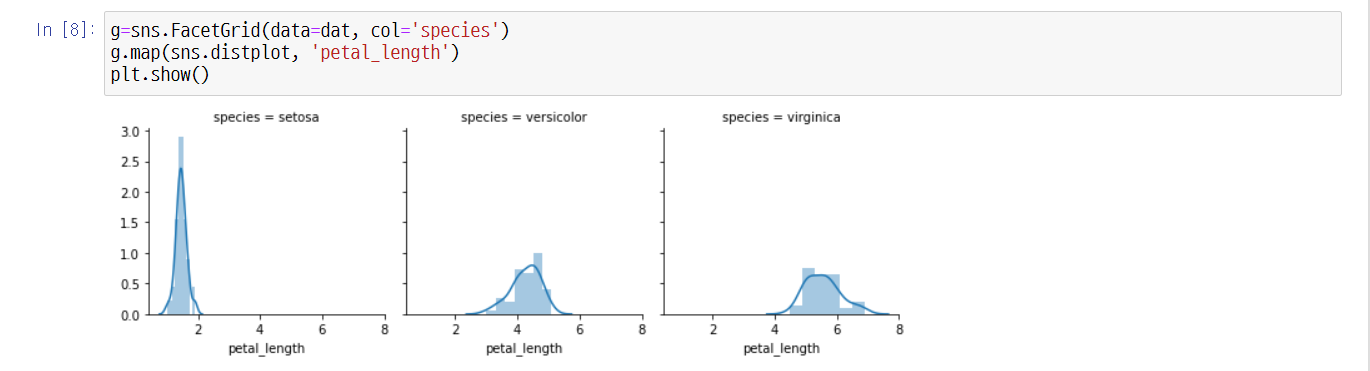 In [8]:
g=sns.FacetGrid(data=dat, col='species')
g.map(sns.distplot, 'petal_length')
plt.show()
species = setosa
species = versicolor
species = virginica
3.0
2.5
2.0
1.5
1.0
0.5
0.0
2 4 6 8
2 4 6 8
2 4 6 8
petal_length
petal_length
petal_length